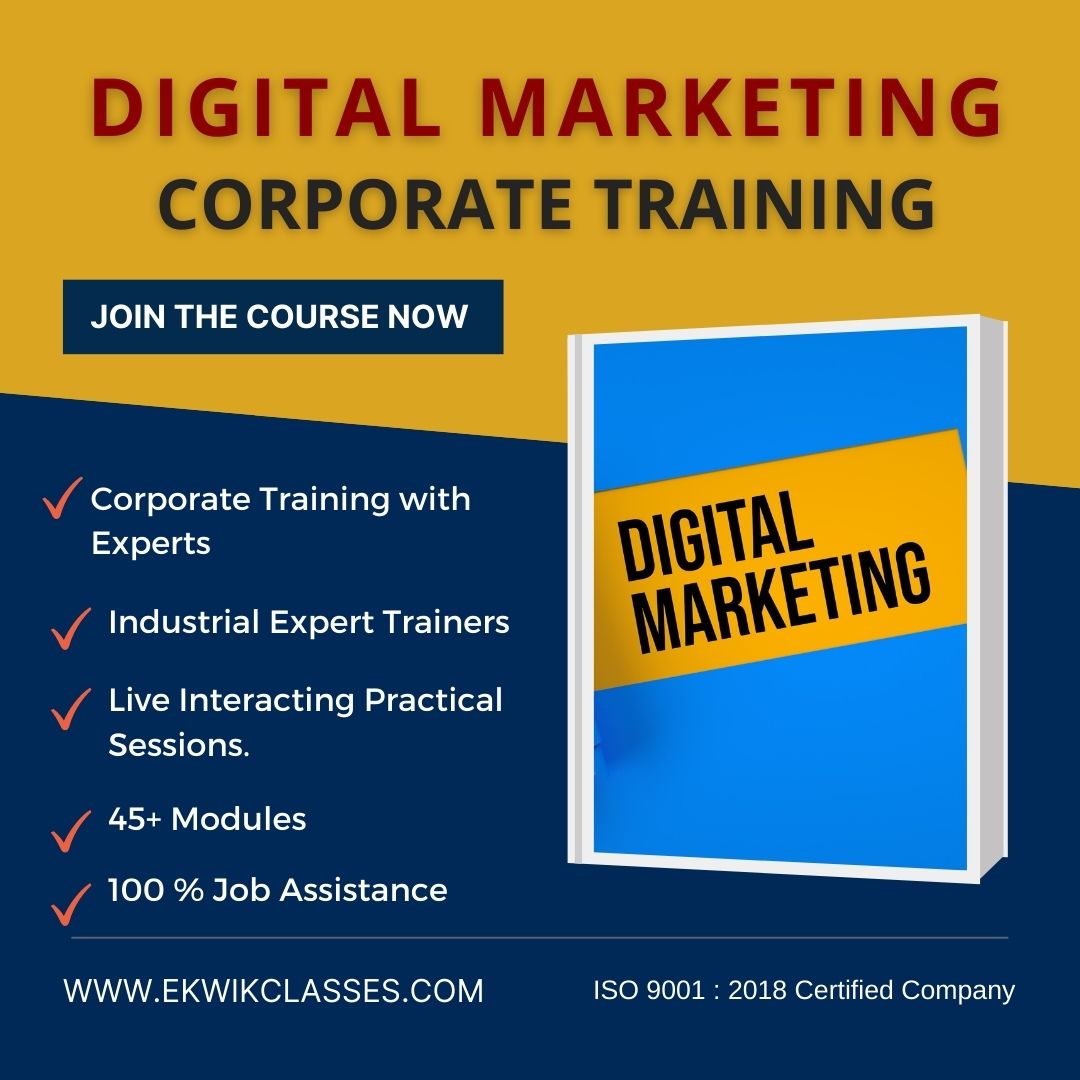 DIGITAL MARKETING
CORPORATE TRAINING
JOIN THE COURSE NOW
Corporate Training with
Experts
Industrial Expert Trainers
Live Interacting Practical
Sessions.
45+ Modules
100 % Job Assistance
DIGITAL
MARKETING
WWW.EKWIKCLASSES.COM
ISO 9001 : 2018 Certified Company